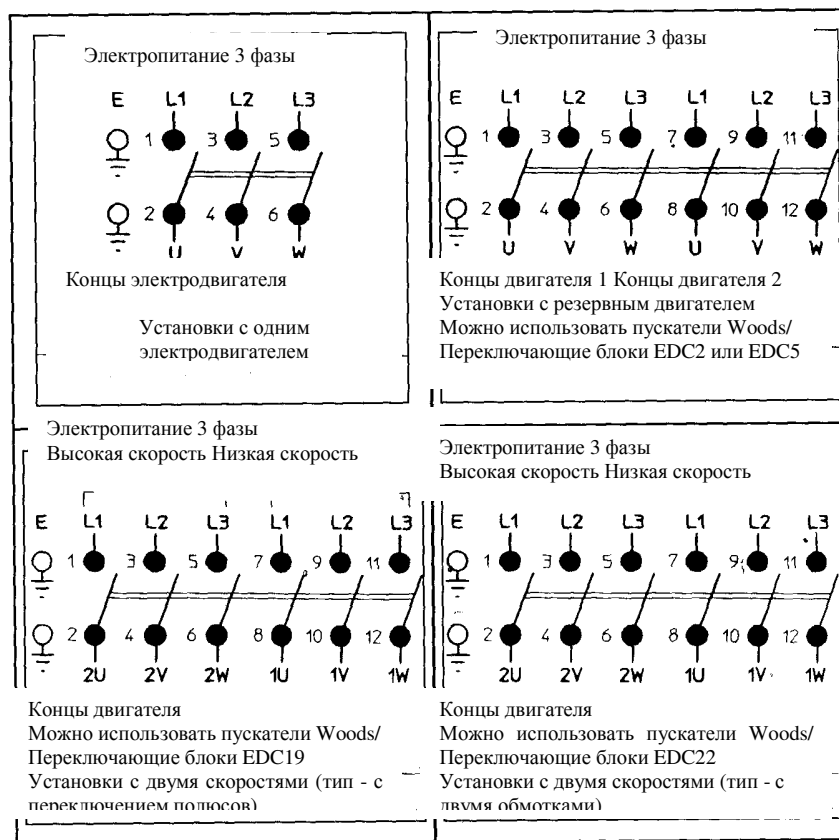 Электропитание 3 фазы
E L1 L2 L3
1 3 5
2 4 6
U V W
Концы электродвигателя
Установки с одним
электродвигателем
Электропитание 3 фазы
E L1 L2 L3 L1 L2 L3
1 3 5 7 9 11
2 4 6 8 10 12
U V W U V W
Концы двигателя 1 Концы двигателя 2
Установки с резервным двигателем
Можно использовать пускатели Woods/
Переключающие блоки EDC2 или EDC5
Электропитание 3 фазы
Высокая скорость Низкая скорость
E L1 L2 L3 L1 L2 L3
1 3 5 7 9 11
2 4 6 8 10 12
2U 2V 2W 1U 1V 1W
Концы двигателя
Можно использовать пускатели Woods/
Переключающие блоки EDC19
Установки с двумя скоростями (тип - с
переключением полюсов)
Электропитание 3 фазы
Высокая скорость Низкая скорость
E L1 L2 L3 L1 L2 L3
1 3 5 7 9 11
2 4 6 8 10 12
2U 2V 2W 1U 1V 1W
Концы двигателя
Можно использовать пускатели Woods/
Переключающие блоки EDC22
Установки с двумя скоростями (тип - с
двумя обмотками)